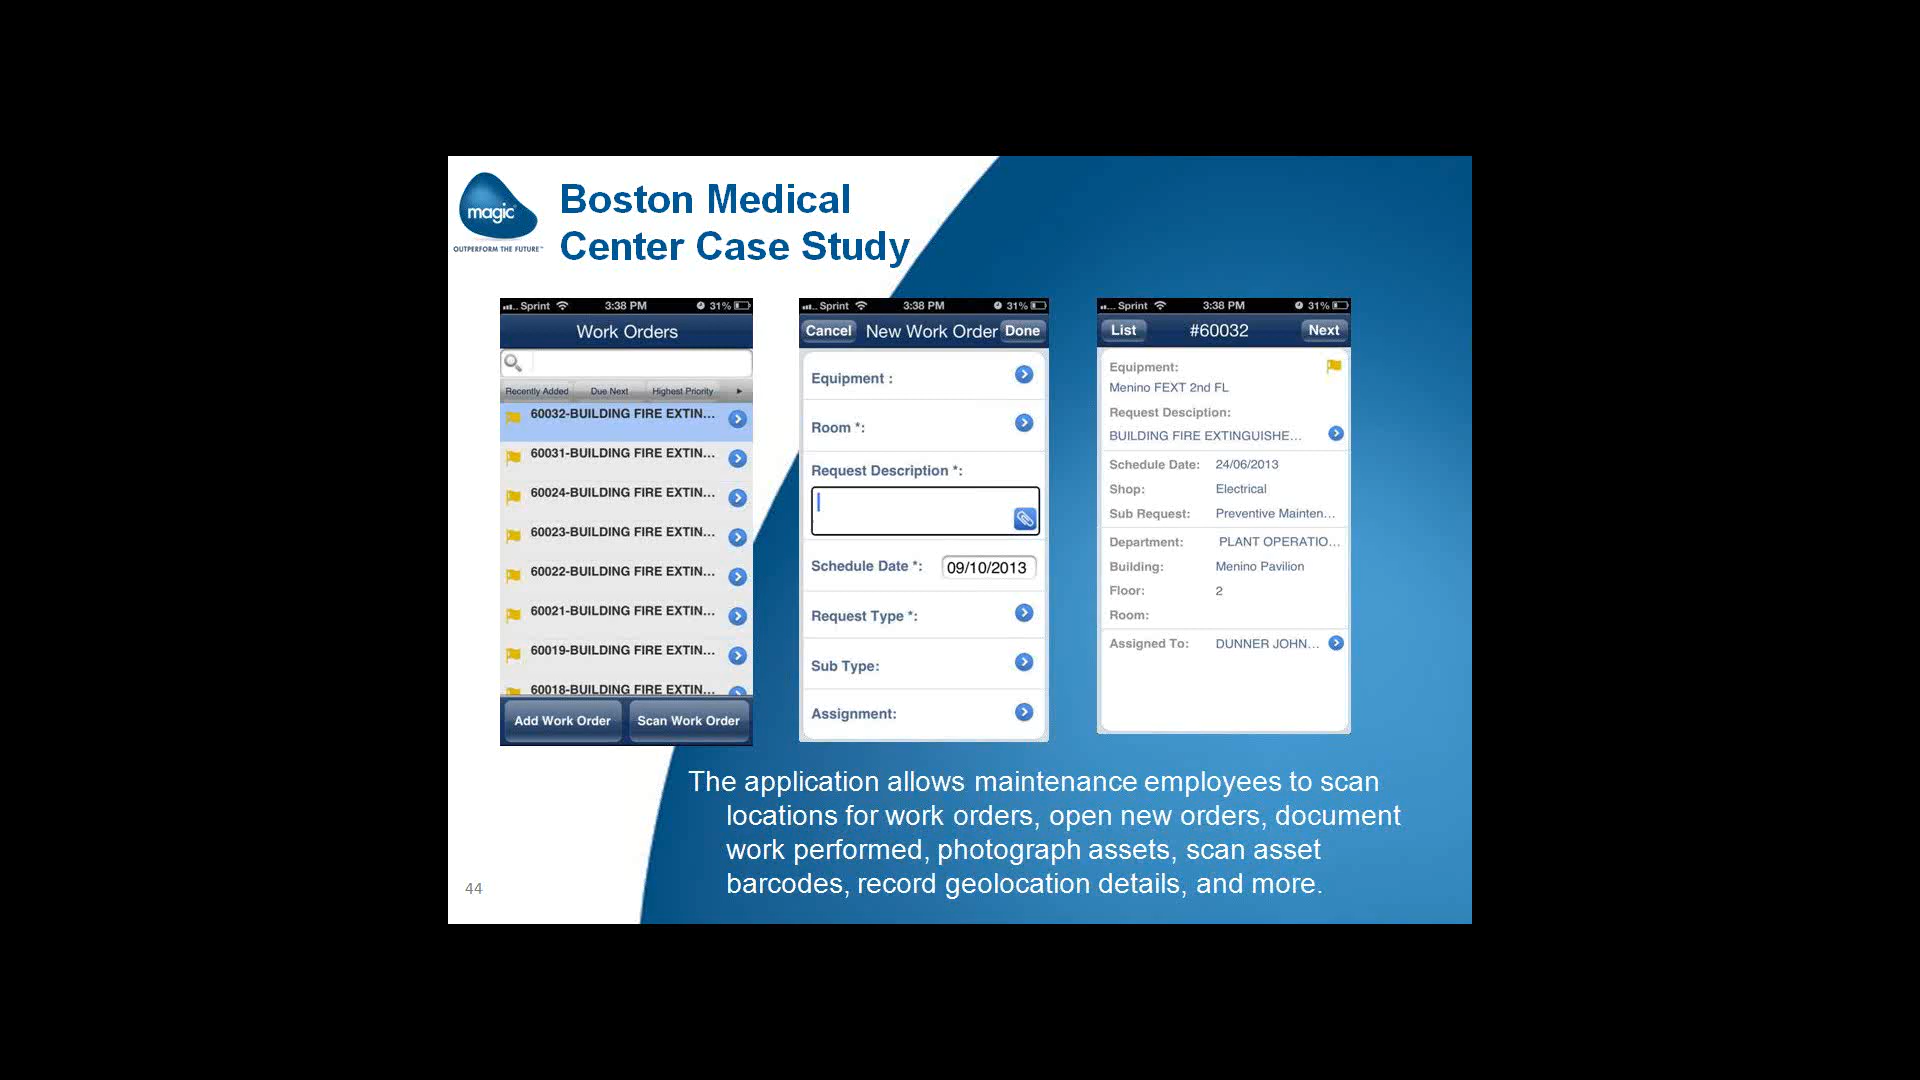 magic
OUTPERFORM THE FUTURE™
Boston Medical
Center Case Study
Sprint 3:38 PM 31%
Work Orders
Recently Added Due Next Highest Priority
60032-BUILDING FIRE EXTIN...
60031-BUILDING FIRE EXTIN...
60024-BUILDING FIRE EXTIN...
60023-BUILDING FIRE EXTIN...
60022-BUILDING FIRE EXTIN...
60021-BUILDING FIRE EXTIN...
60019-BUILDING FIRE EXTIN...
60018-BUILDING FIRE EXTIN...
Add Work Order Scan Work Order
Sprint 3:38 PM 31%
Cancel New Work Order Done
Equipment :
Room *:
Request Description *:
Schedule Date *: 09/10/2013
Request Type *:
Sub Type:
Assignment:
Sprint 3:38 PM 31%
List #60032 Next
Equipment:
Menino FEXT 2nd FL
Request Desciption:
BUILDING FIRE EXTINGUISHE...
Schedule Date: 24/06/2013
Shop: Electrical
Sub Request: Preventive Mainten...
Department: PLANT OPERATIO...
Building: Menino Pavilion
Floor: 2
Room:
Assigned To: DUNNER JOHN...
The application allows maintenance employees to scan
locations for work orders, open new orders, document
work performed, photograph assets, scan asset
barcodes, record geolocation details, and more.
44